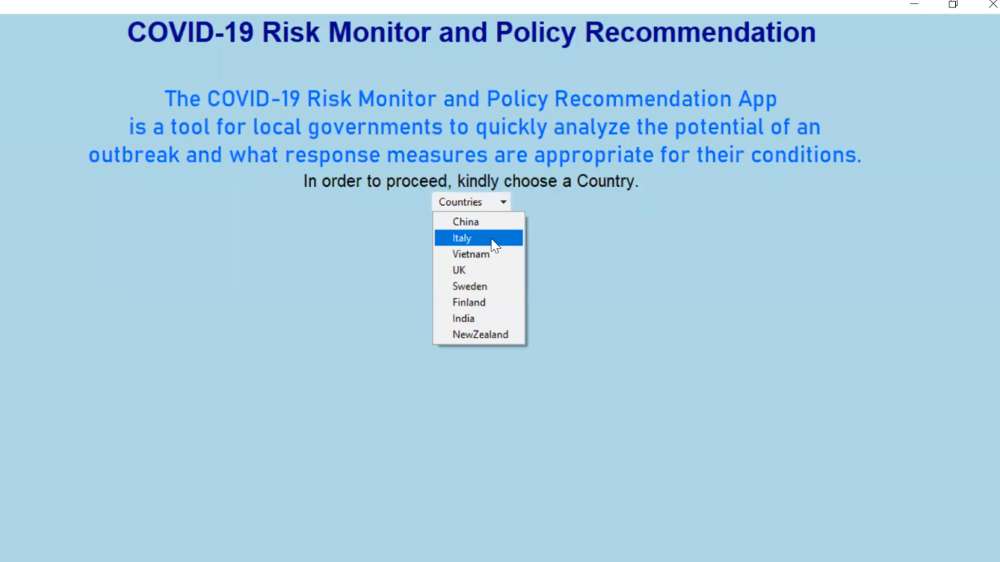 COVID-19 Risk Monitor and Policy Recommendation
The COVID-19 Risk Monitor and Policy Recommendation App
is a tool for local governments to quickly analyze the potential of an
outbreak and what response measures are appropriate for their conditions.
In order to proceed, kindly choose a Country.
Countries
China
Italy
Vietnam
UK
Sweden
Finland
India
NewZealand